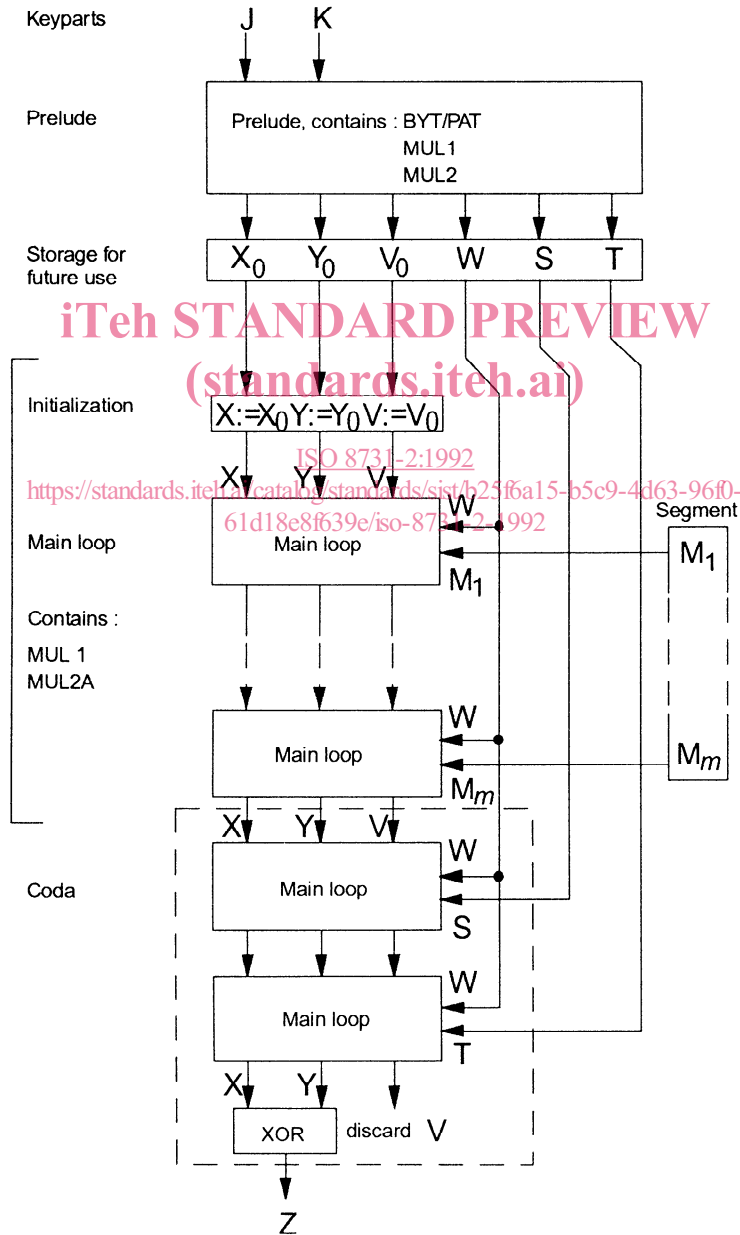 Keyparts J K
Prelude
Prelude, contains : BYT/PAT
MUL1
MUL2
Storage for
future use
X0 Y0 V0 W S T
iTeh STANDARD PREVIEW
(standards.iteh.ai)
Initialization
X:=X0 Y:=Y0 V:=V0
ISO 8731-2:1992
X Y V
https://standards.iteh.ai/catalog/standards/sist/b25f6a15-b5c9-4d63-96f0-
61d18e8f639e/iso-8731-2-1992
W
Segment
Main loop
Main loop
M1
M1
Contains :
MUL 1
MUL2A
W
Main loop
Mm
Mm
X Y V
W
Coda
Main loop
S
W
Main loop
T
X Y
XOR
discard V
Z